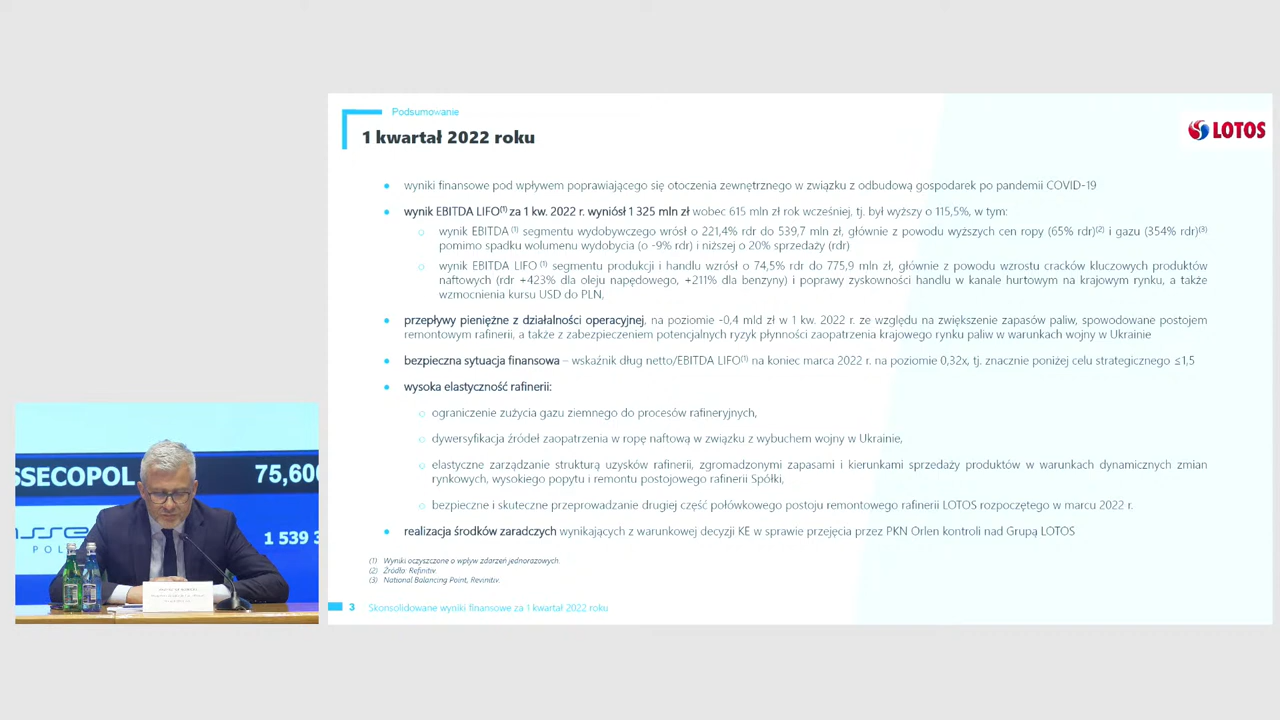 Podsumowanie
1 kwartał 2022 roku
LOTOS
wyniki finansowe pod wpływem poprawiającego się otoczenia zewnętrznego w związku z odbudową gospodarek po pandemii COVID-19
wynik EBITDA LIFO(1) za 1 kw. 2022 r. wyniósł 1 325 mln zł wobec 615 mln zł rok wcześniej, tj. był wyższy o 115,5%, w tym:
wynik EBITDA (1) segmentu wydobywczego wrósł o 221,4% rdr do 539,7 mln zł, głównie z powodu wyższych cen ropy (65% rdr)(2) i gazu (354% rdr)(3)
pomimo spadku wolumenu wydobycia (o -9% rdr) i niższej o 20% sprzedaży (rdr)
wynik EBITDA LIFO (1) segmentu produkcji i handlu wzrósł o 74,5% rdr do 775,9 mln zł, głównie z powodu wzrostu cracków kluczowych produktów
naftowych (rdr +423% dla oleju napędowego, +211% dla benzyny) i poprawy zyskowności handlu w kanale hurtowym na krajowym rynku, a także
wzmocnienia kursu USD do PLN,
przepływy pieniężne z działalności operacyjnej, na poziomie -0,4 mld zł w 1 kw. 2022 r. ze względu na zwiększenie zapasów paliw, spowodowane postojem
remontowym rafinerii, a także z zabezpieczeniem potencjalnych ryzyk płynności zaopatrzenia krajowego rynku paliw w warunkach wojny w Ukrainie
bezpieczna sytuacja finansowa – wskaźnik dług netto/EBITDA LIFO(1) na koniec marca 2022 r. na poziomie 0,32x, tj. znacznie poniżej celu strategicznego ≤1,5
wysoka elastyczność rafinerii:
ograniczenie zużycia gazu ziemnego do procesów rafineryjnych,
dywersyfikacja źródeł zaopatrzenia w ropę naftową w związku z wybuchem wojny w Ukrainie,
elastyczne zarządzanie strukturą uzysków rafinerii, zgromadzonymi zapasami i kierunkami sprzedaży produktów w warunkach dynamicznych zmian
rynkowych, wysokiego popytu i remontu postojowego rafinerii Spółki,
bezpieczne i skuteczne przeprowadzanie drugiej część połówkowego postoju remontowego rafinerii LOTOS rozpoczętego w marcu 2022 r.
realizacja środków zaradczych wynikających z warunkowej decyzji KE w sprawie przejęcia przez PKN Orlen kontroli nad Grupą LOTOS
(1) Wyniki oczyszczone o wpływ zdarzeń jednorazowych.
(2) Źródła: Refinitiv
(3) National Balancing Point, Revinitiv.
3 Skonsolidowane wyniki finansowe za 1 kwartał 2022 roku
SSECOPOL 75,600
1 539 3
POL